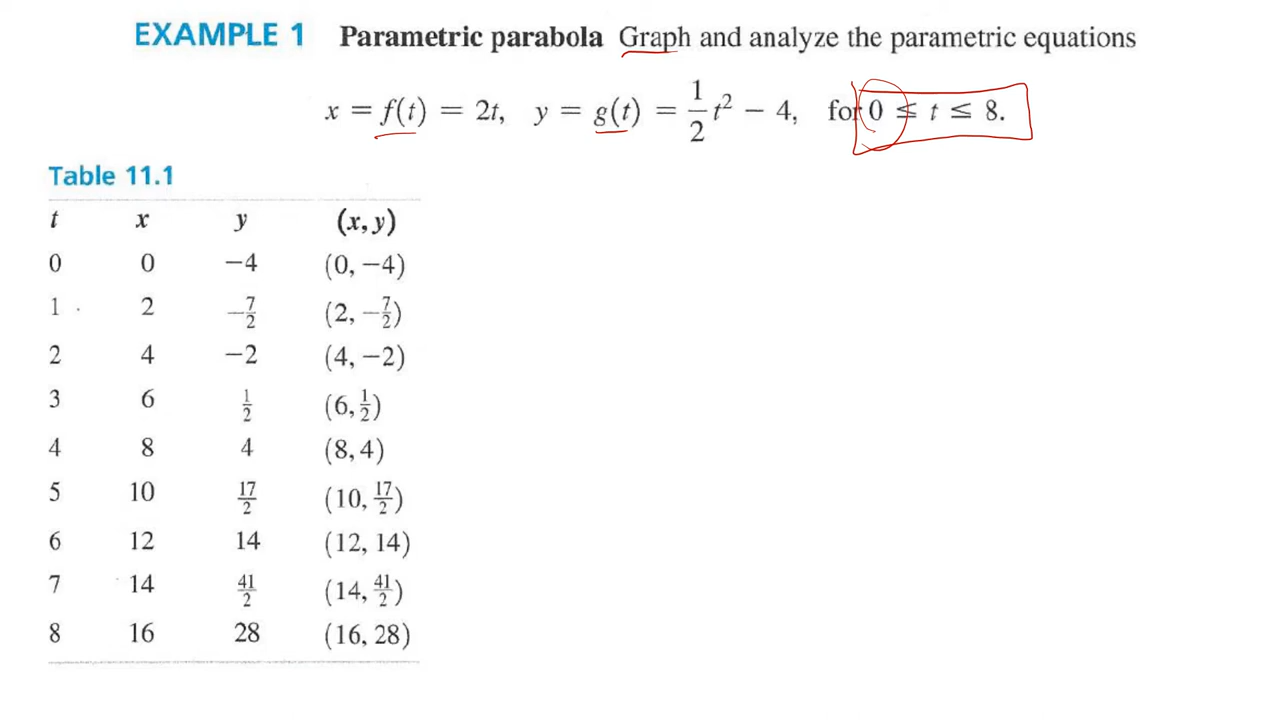 EXAMPLE 1 Parametric parabola Graph and analyze the parametric equations
x = f(t) = 2t, y = g(t) = 1/2 t² − 4, for 0 ≤ t ≤ 8.
Table 11.1
t x y (x, y)
0 0 −4 (0, −4)
1 2 −7/2 (2, −7/2)
2 4 −2 (4, −2)
3 6 1/2 (6, 1/2)
4 8 4 (8, 4)
5 10 17/2 (10, 17/2)
6 12 14 (12, 14)
7 14 41/2 (14, 41/2)
8 16 28 (16, 28)